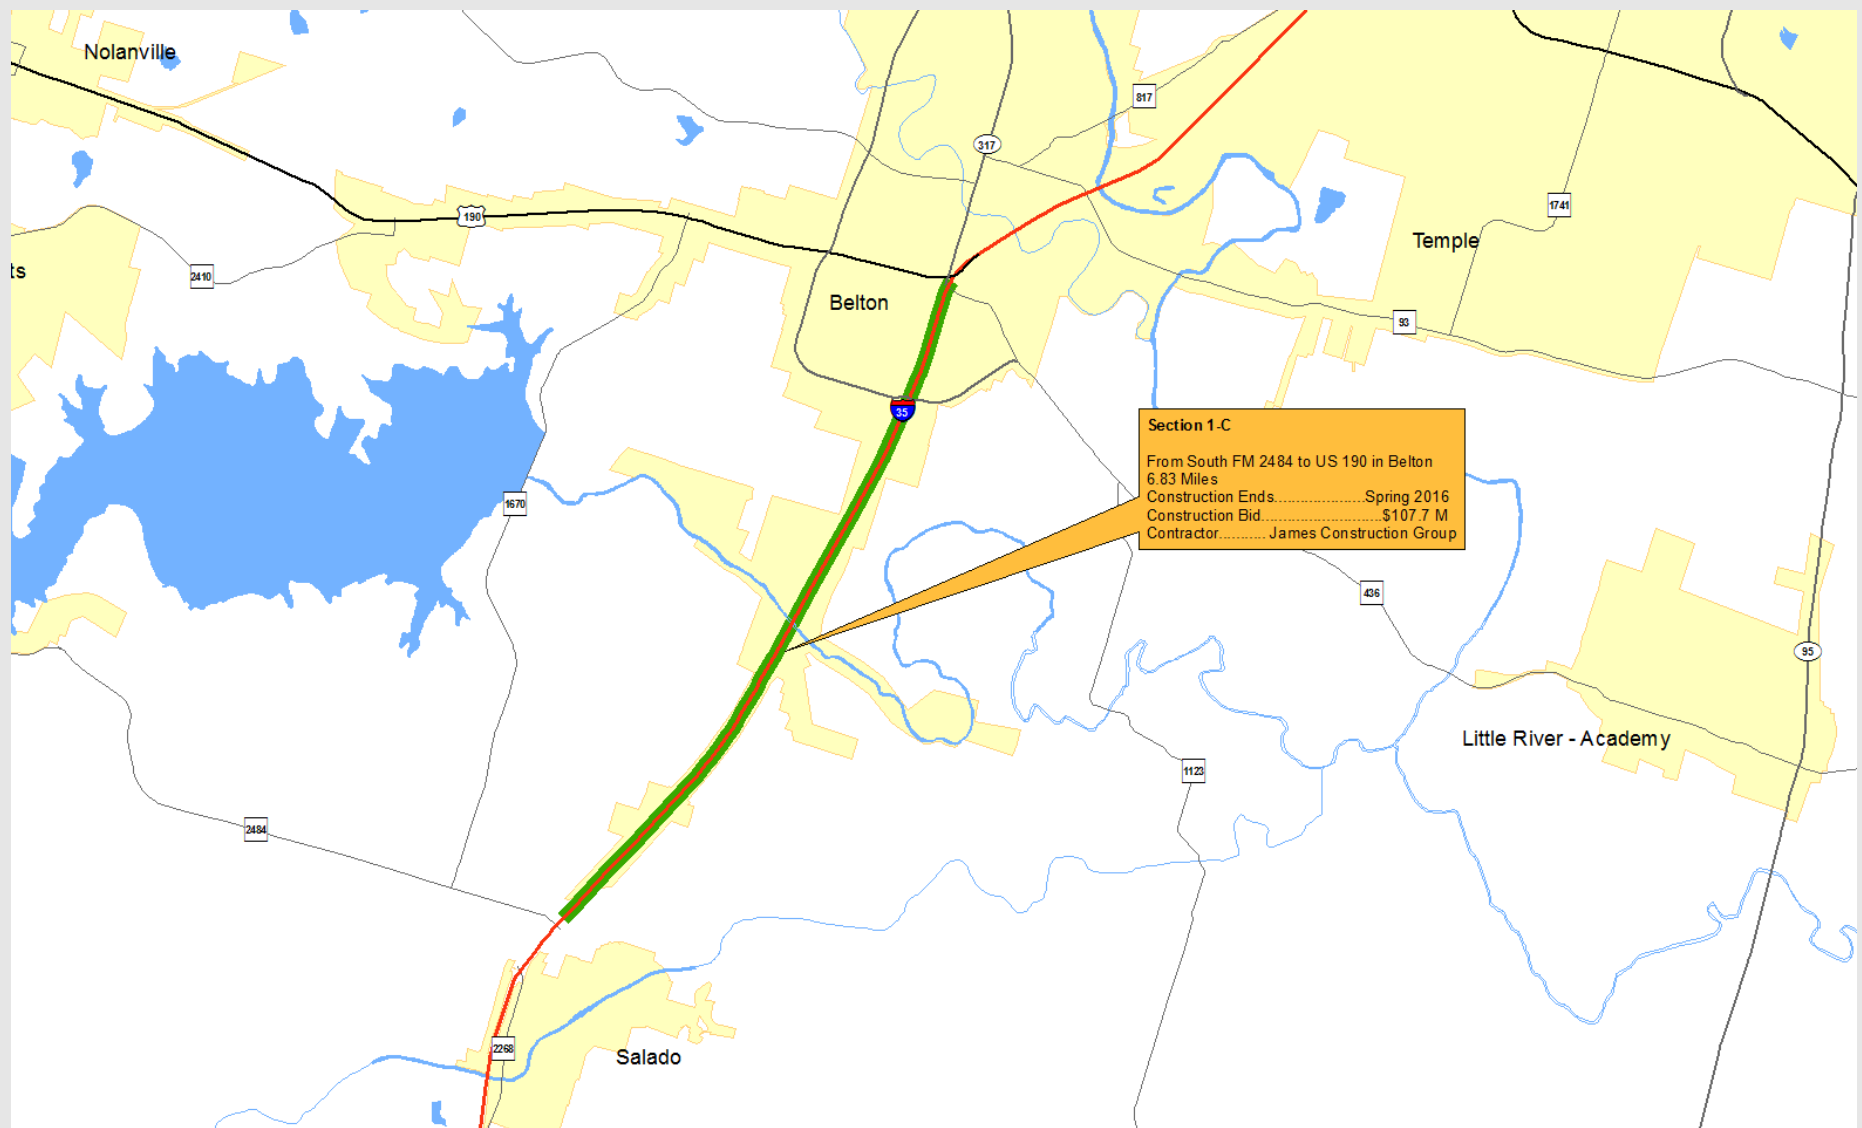 Nolanville
817
317
190
1741
Temple
ts
2410
Belton
93
35
Section 1-C
From South FM 2484 to US 190 in Belton
6.83 Miles
Construction Ends.....................Spring 2016
Construction Bid............................$107.7 M
Contractor........... James Construction Group
1670
436
95
Little River - Academy
1123
2484
2268
Salado